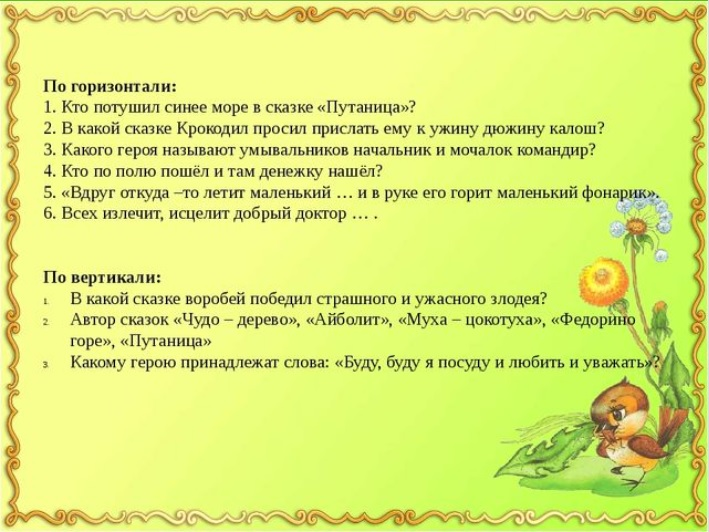 По горизонтали:
1. Кто потушил синее море в сказке «Путаница»?
2. В какой сказке Крокодил просил прислать ему к ужину дюжину калош?
3. Какого героя называют умывальников начальник и мочалок командир?
4. Кто по полю пошёл и там денежку нашёл?
5. «Вдруг откуда –то летит маленький … и в руке его горит маленький фонарик».
6. Всех излечит, исцелит добрый доктор … .
По вертикали:
1. В какой сказке воробей победил страшного и ужасного злодея?
2. Автор сказок «Чудо – дерево», «Айболит», «Муха – цокотуха», «Федорино
горе», «Путаница»
3. Какому герою принадлежат слова: «Буду, буду я посуду и любить и уважать»?